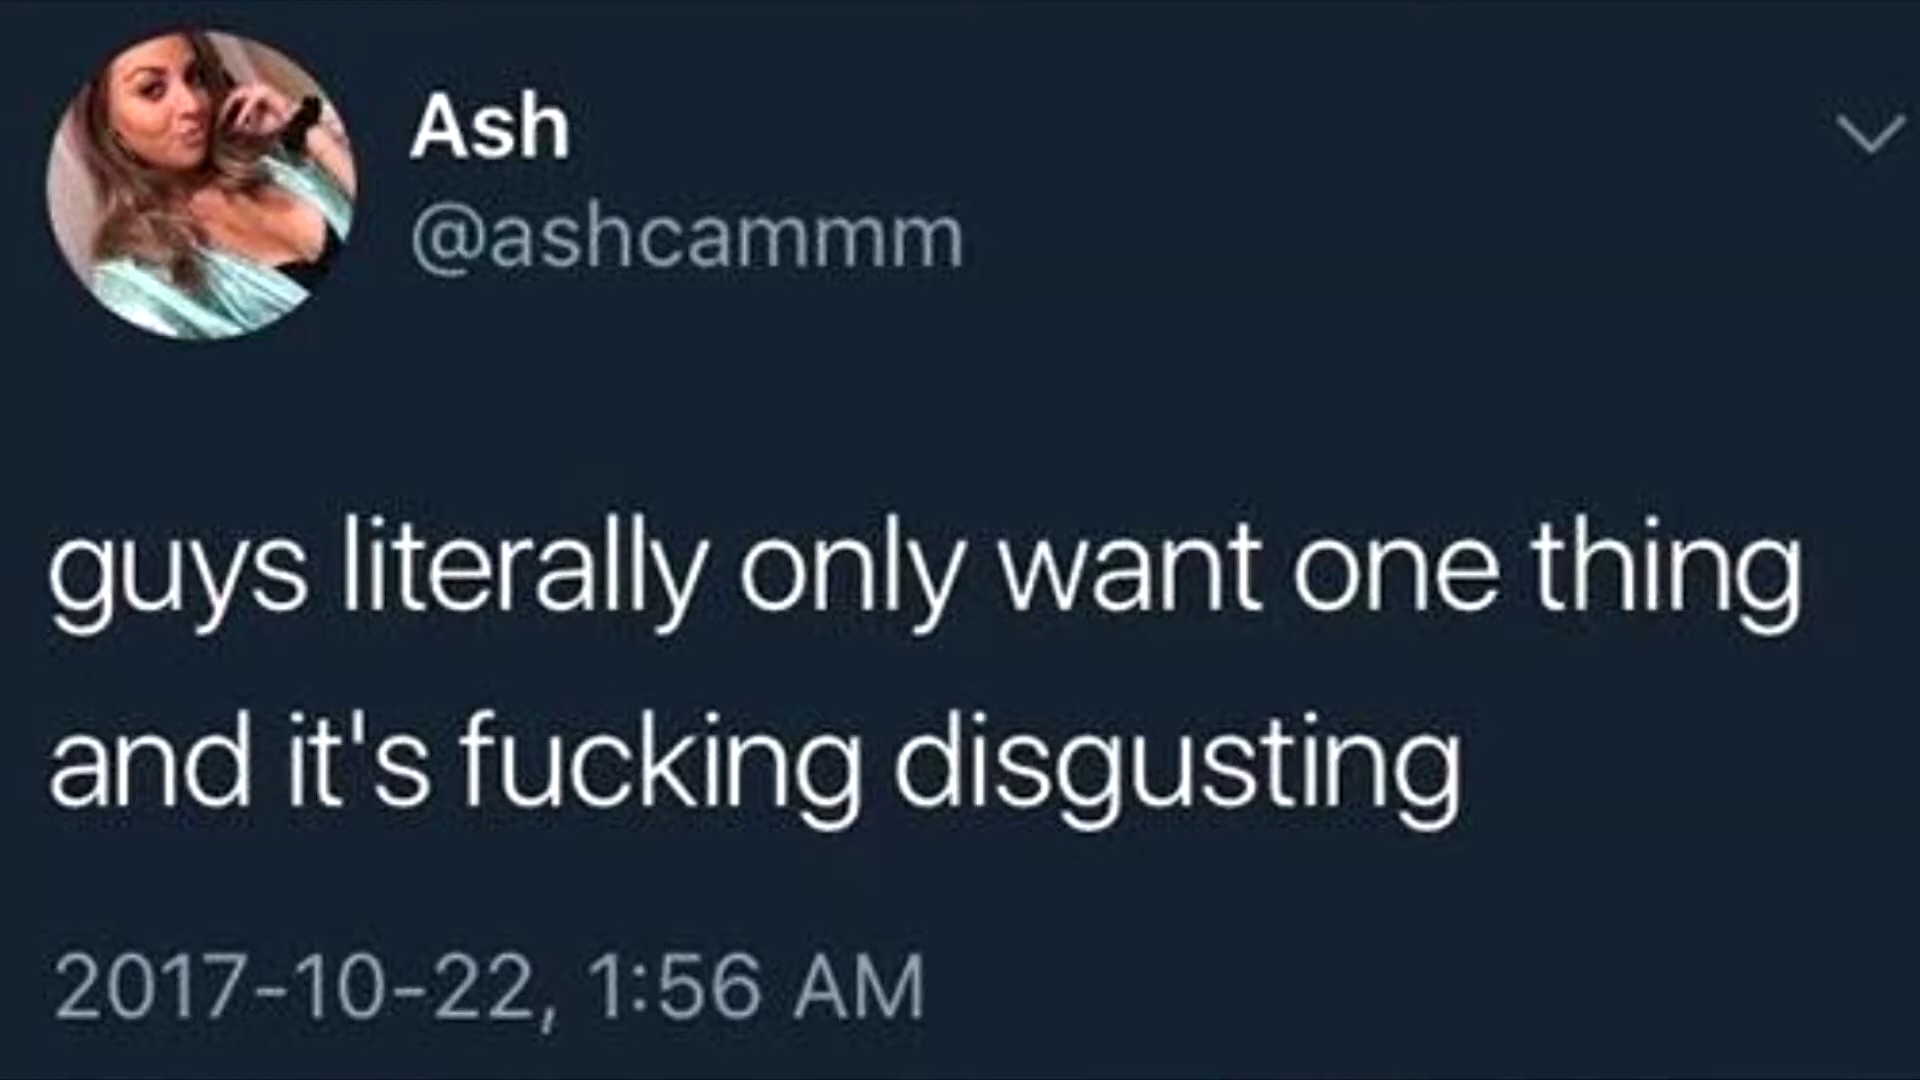 Ash
@ashcammm
guys literally only want one thing
and it's fucking disgusting
2017-10-22, 1:56 AM